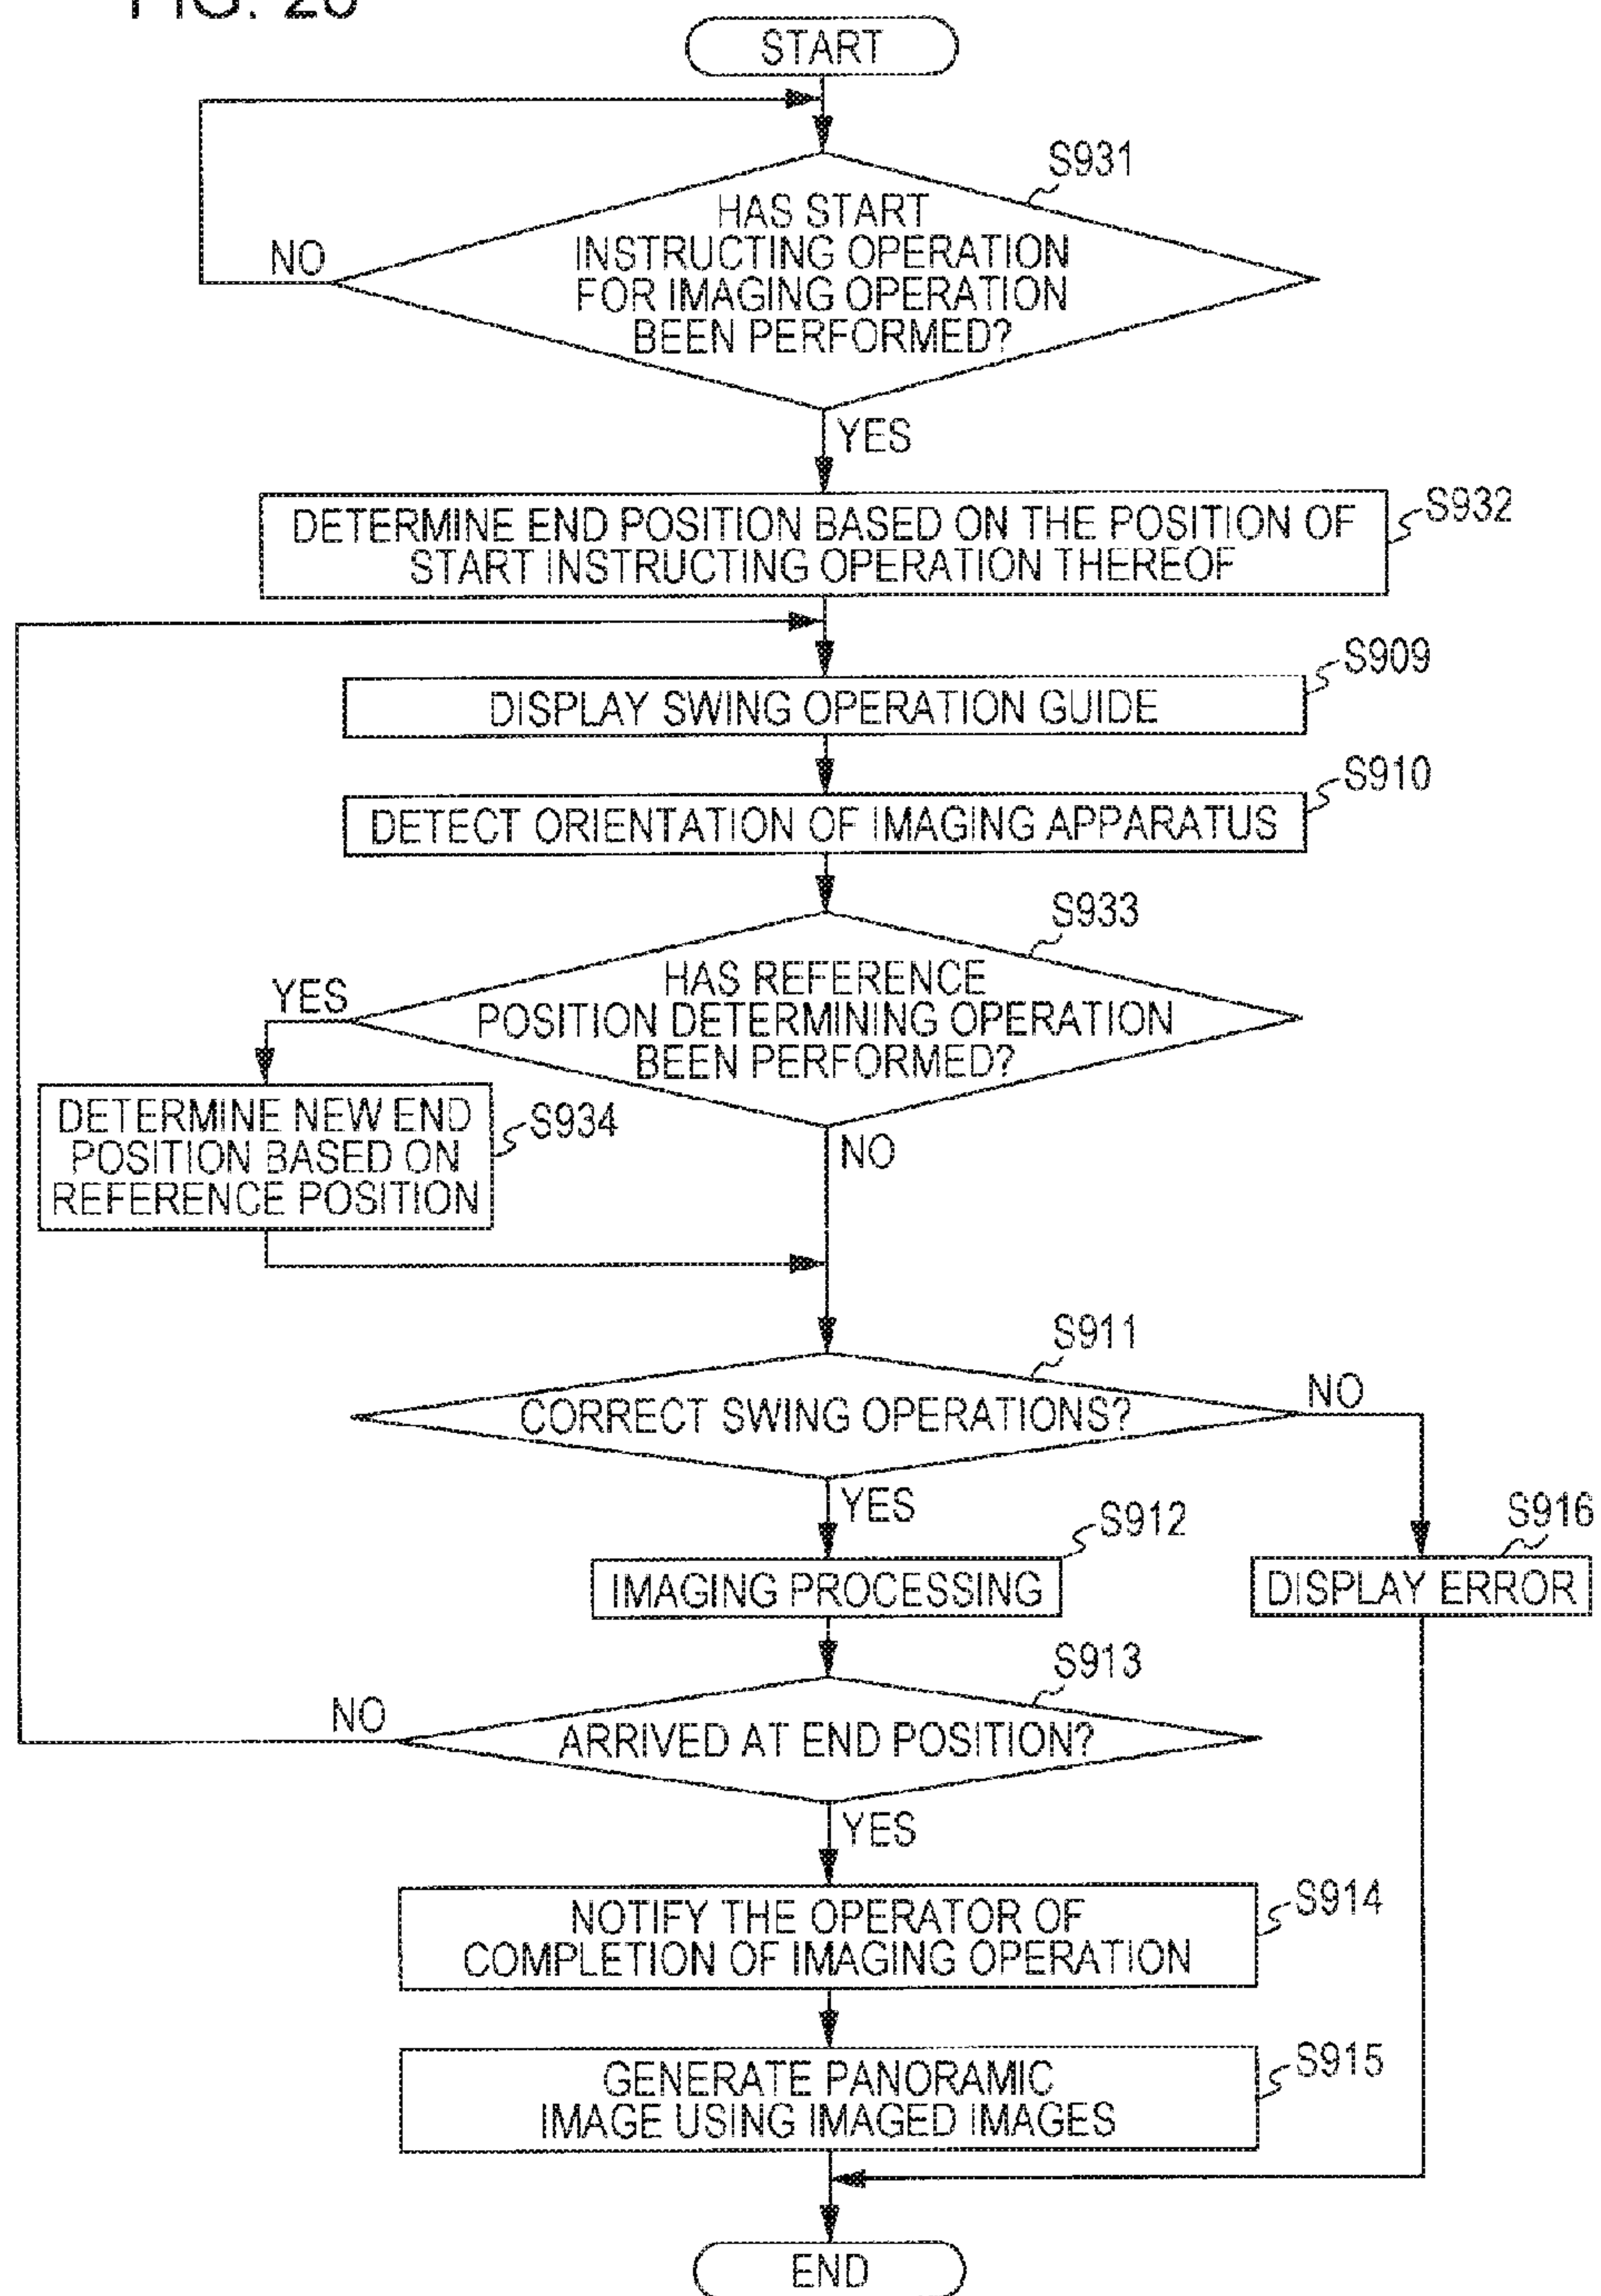 START
S931
HAS START
INSTRUCTING OPERATION
FOR IMAGING OPERATION
BEEN PERFORMED?
NO
YES
S932
DETERMINE END POSITION BASED ON THE POSITION OF
START INSTRUCTING OPERATION THEREOF
S909
DISPLAY SWING OPERATION GUIDE
S910
DETECT ORIENTATION OF IMAGING APPARATUS
S933
HAS REFERENCE
POSITION DETERMINING OPERATION
BEEN PERFORMED?
YES
DETERMINE NEW END
POSITION BASED ON
REFERENCE POSITION
S934
NO
S911
CORRECT SWING OPERATIONS?
NO
YES
S912
IMAGING PROCESSING
S916
DISPLAY ERROR
S913
ARRIVED AT END POSITION?
NO
YES
S914
NOTIFY THE OPERATOR OF
COMPLETION OF IMAGING OPERATION
S915
GENERATE PANORAMIC
IMAGE USING IMAGED IMAGES
END